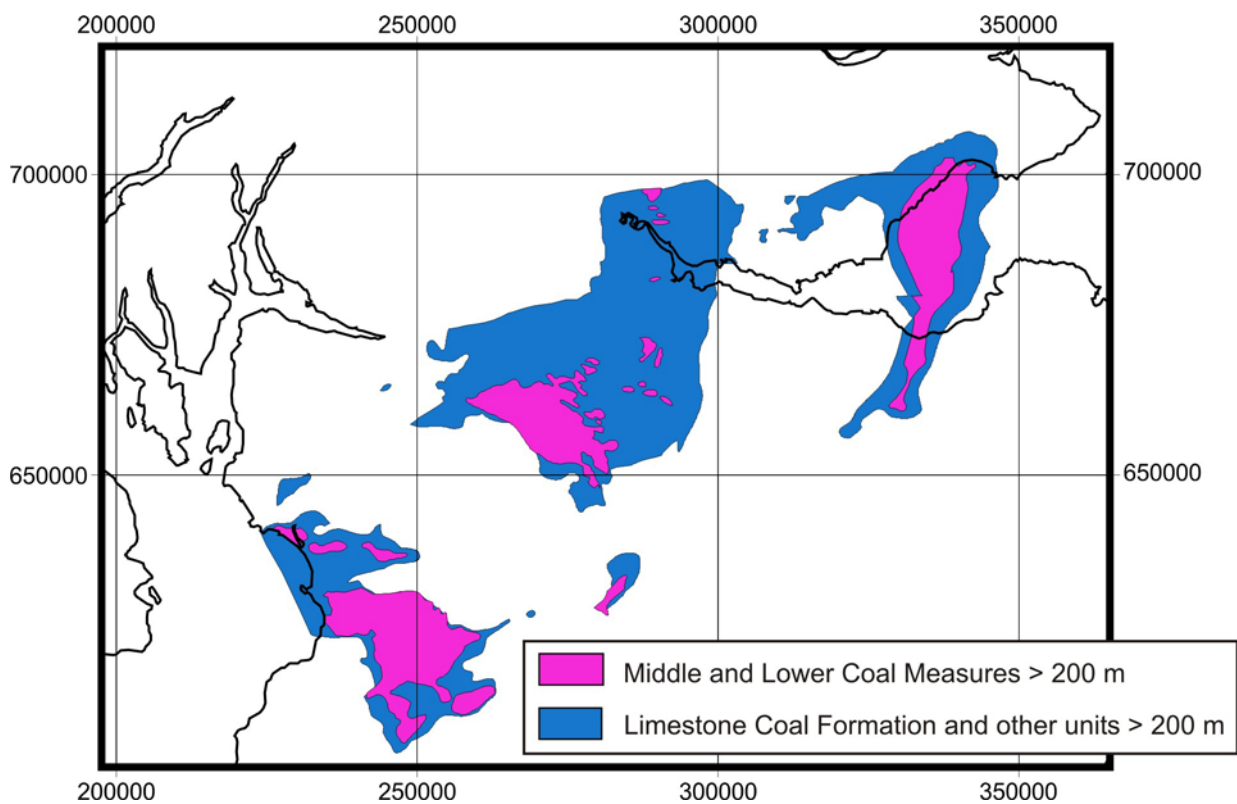 200000 250000 300000 350000
700000 700000
650000 650000
Middle and Lower Coal Measures > 200 m
Limestone Coal Formation and other units > 200 m
200000 250000 300000 350000